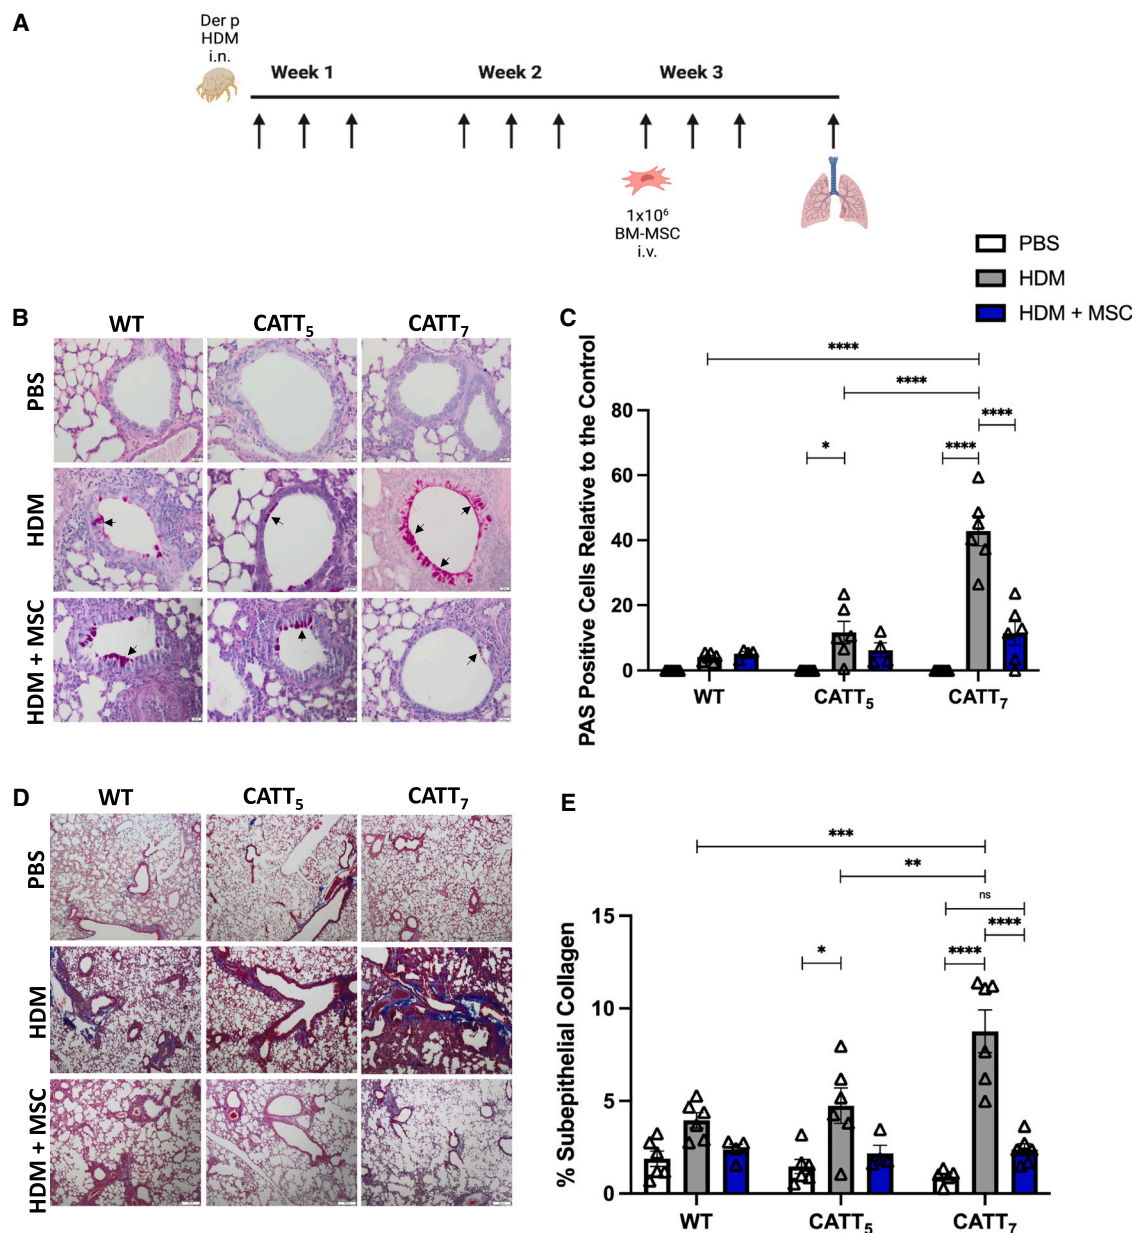 A
Der p
HDM
i.n.
Week 1
Week 2
Week 3
1x10⁶
BM-MSC
i.v.
PBS
HDM
HDM + MSC
B
WT
CATT₅
CATT₇
PBS
HDM
HDM + MSC
C
PAS Positive Cells Relative to the Control
80
60
40
20
0
****
****
****
*
****
WT
CATT₅
CATT₇
D
WT
CATT₅
CATT₇
PBS
HDM
HDM + MSC
E
% Subepithelial Collagen
15
10
5
0
***
**
ns
****
*
****
WT
CATT₅
CATT₇